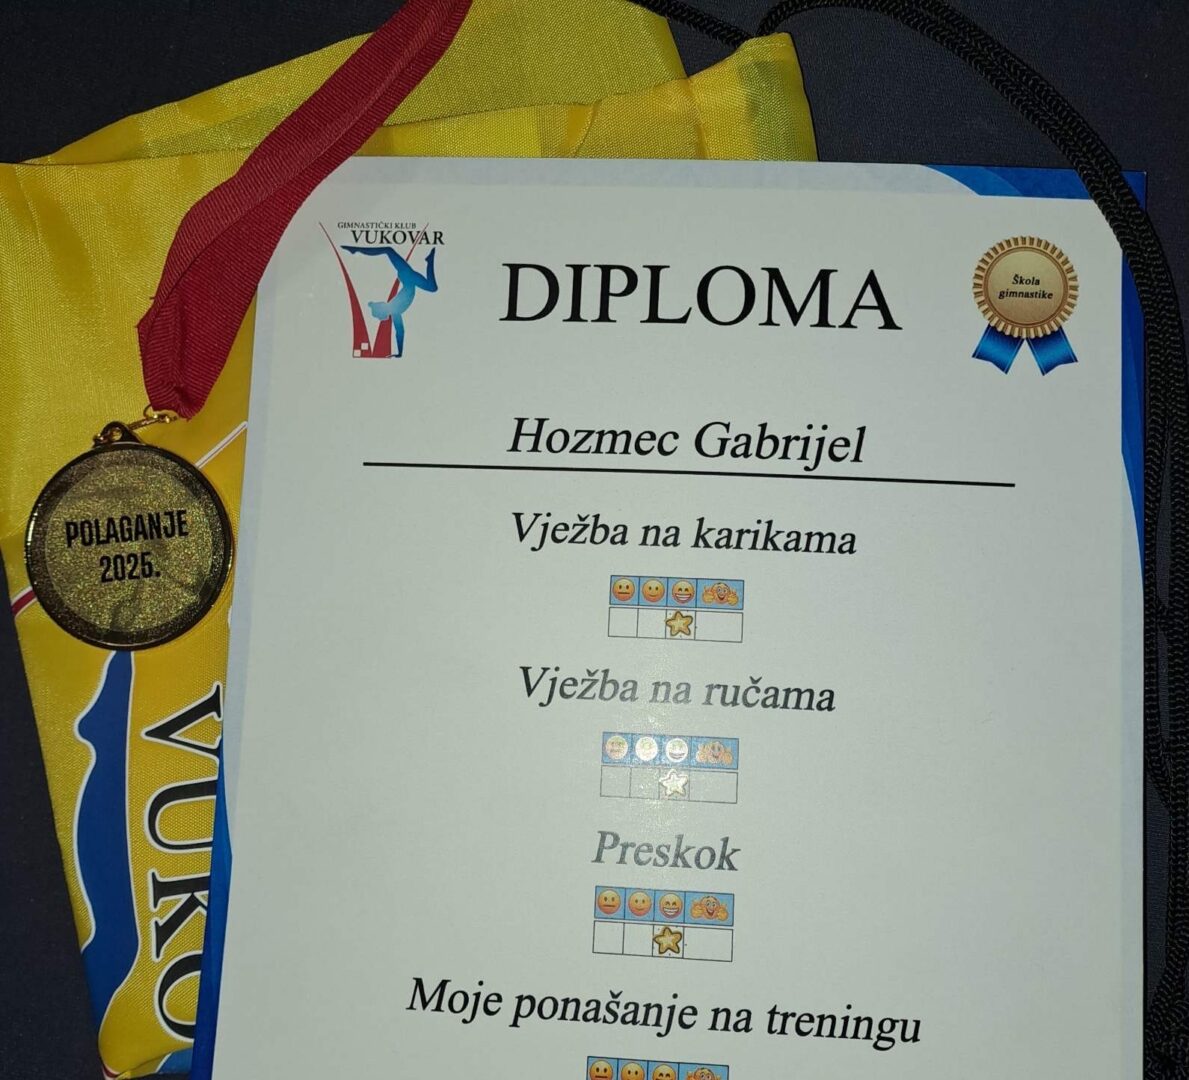 GIMNASTIČKI KLUB
VUKOVAR
DIPLOMA
Škola
gimnastike
Hozmec Gabrijel
Vježba na karikama
Vježba na ručama
Preskok
Moje ponašanje na treningu
POLAGANJE
2025.
VUKO